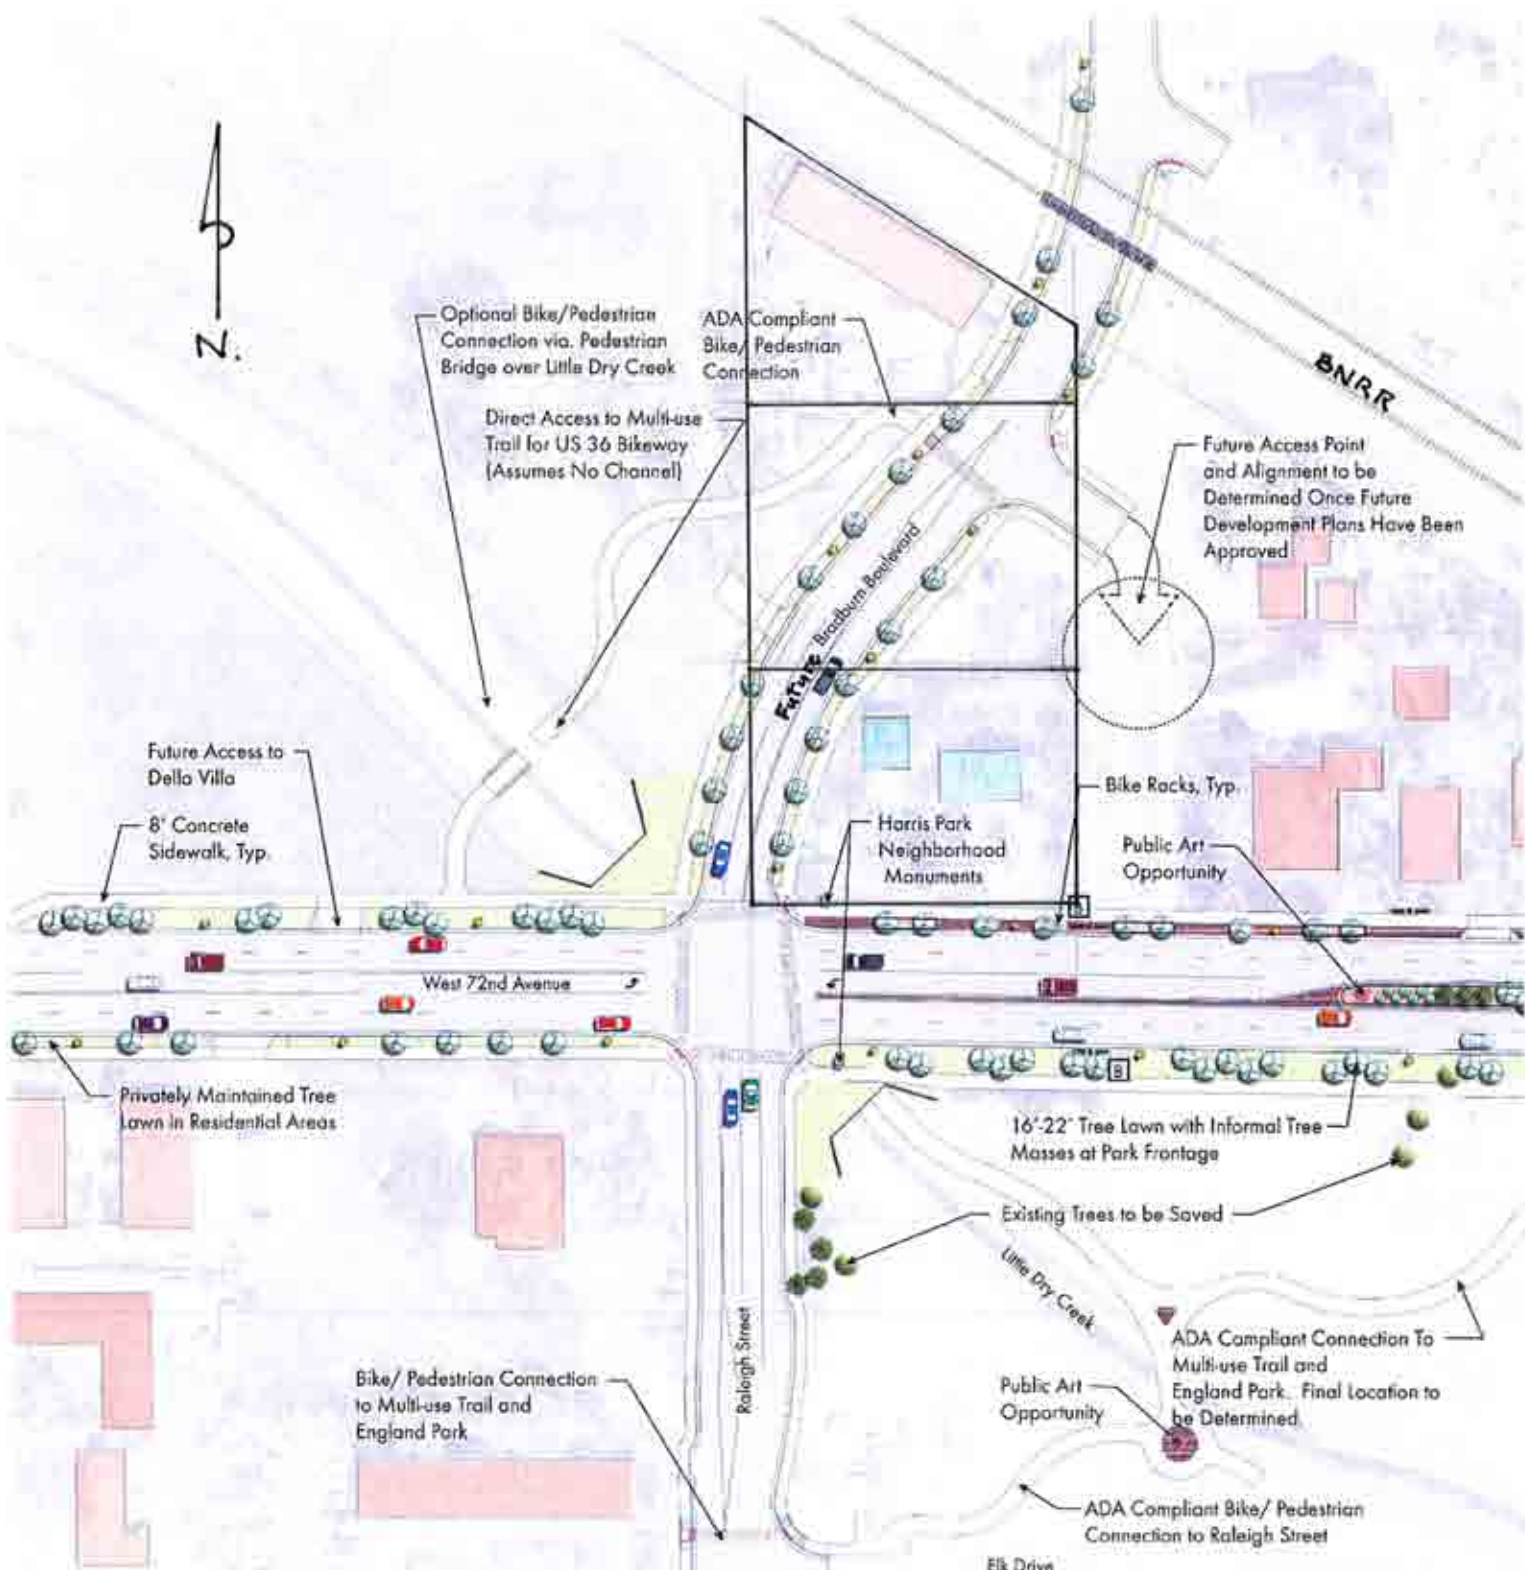 N.
BNRR
Optional Bike/Pedestrian
Connection via. Pedestrian
Bridge over Little Dry Creek
ADA Compliant
Bike/ Pedestrian
Connection
Direct Access to Multi-use
Trail for US 36 Bikeway
(Assumes No Channel)
Future Access Point
and Alignment to be
Determined Once Future
Development Plans Have Been
Approved
Future Bradburn Boulevard
Future Access to
Della Villa
8' Concrete
Sidewalk, Typ.
Bike Racks, Typ.
Harris Park
Neighborhood
Monuments
Public Art
Opportunity
West 72nd Avenue
B
Privately Maintained Tree
Lawn in Residential Areas
16'-22' Tree Lawn with Informal Tree
Masses at Park Frontage
Existing Trees to be Saved
Little Dry Creek
Raleigh Street
ADA Compliant Connection To
Multi-use Trail and
England Park. Final Location to
be Determined
Bike/ Pedestrian Connection
to Multi-use Trail and
England Park
Public Art
Opportunity
ADA Compliant Bike/ Pedestrian
Connection to Raleigh Street
Elk Drive